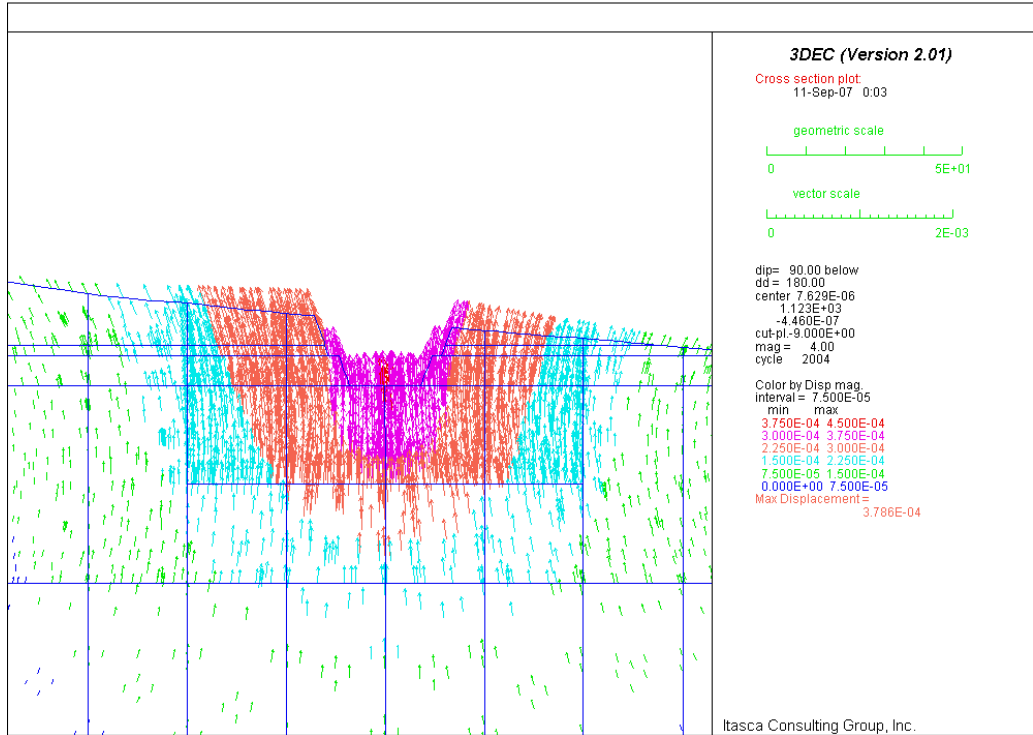 3DEC (Version 2.01)
Cross section plot:
11-Sep-07 0:03
geometric scale
0 5E+01
vector scale
0 2E-03
dip= 90.00 below
dd = 180.00
center 7.629E-06
1.123E+03
-4.460E-07
cut-pl.-9.000E+00
mag = 4.00
cycle 2004
Color by Disp mag.
interval = 7.500E-05
min max
3.750E-04 4.500E-04
3.000E-04 3.750E-04
2.250E-04 3.000E-04
1.500E-04 2.250E-04
7.500E-05 1.500E-04
0.000E+00 7.500E-05
Max Displacement =
3.786E-04
Itasca Consulting Group, Inc.